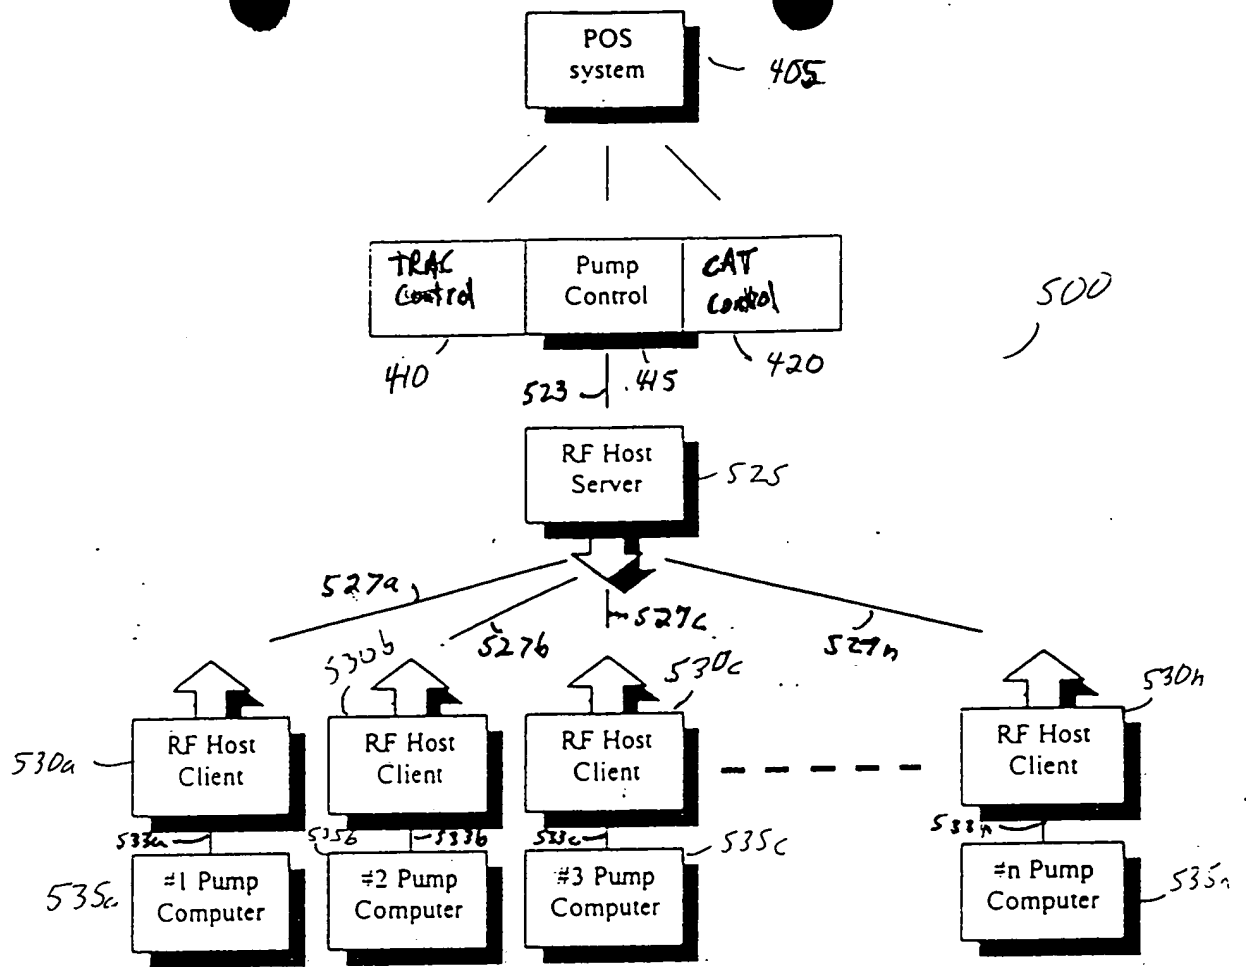 POS
system
405
TRAC
Control
Pump
Control
CAT
Control
500
410
523
415
420
RF Host
Server
525
527a
527b
527c
527n
530b
530c
530n
530a
RF Host
Client
RF Host
Client
RF Host
Client
RF Host
Client
533a
535b
533b
533c
535c
533n
535a
#1 Pump
Computer
#2 Pump
Computer
#3 Pump
Computer
#n Pump
Computer
535n